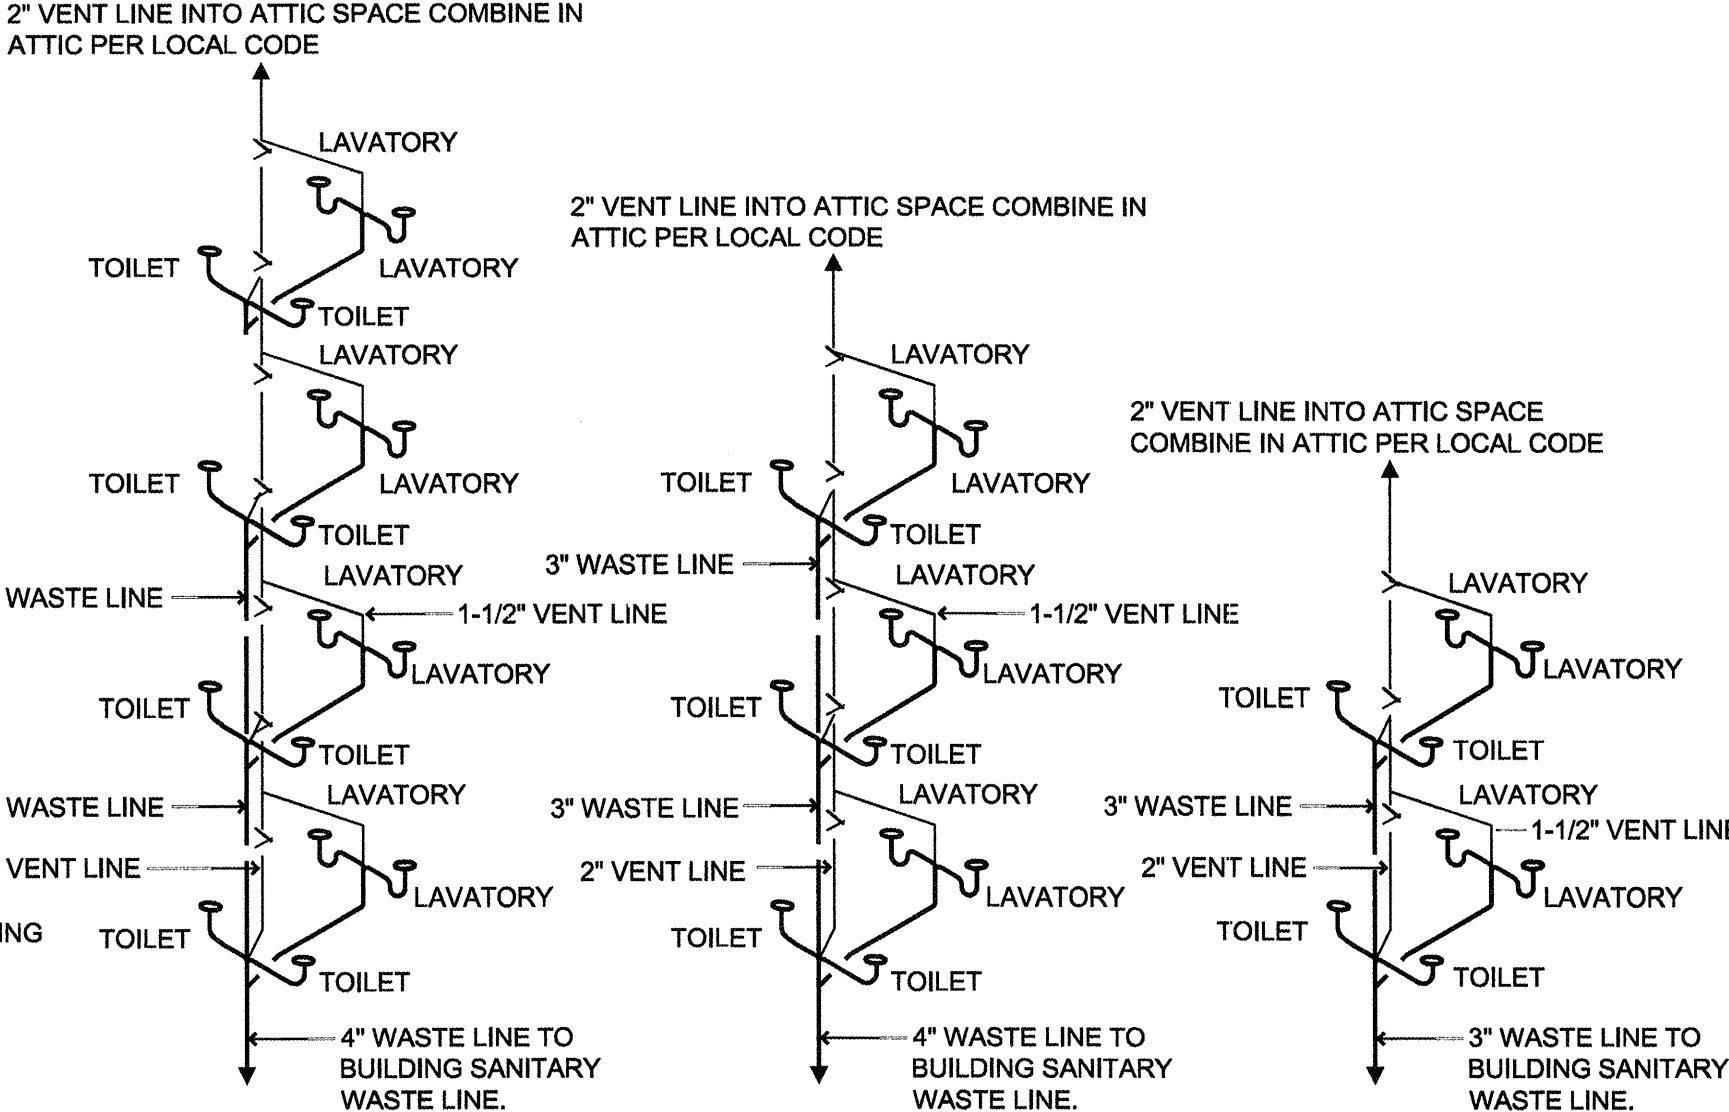 2" VENT LINE INTO ATTIC SPACE COMBINE IN
ATTIC PER LOCAL CODE
LAVATORY
LAVATORY
TOILET
TOILET
LAVATORY
TOILET
LAVATORY
TOILET
LAVATORY
WASTE LINE
1-1/2" VENT LINE
LAVATORY
TOILET
TOILET
LAVATORY
WASTE LINE
VENT LINE
LAVATORY
ING
TOILET
TOILET
4" WASTE LINE TO
BUILDING SANITARY
WASTE LINE.
2" VENT LINE INTO ATTIC SPACE COMBINE IN
ATTIC PER LOCAL CODE
LAVATORY
TOILET
LAVATORY
TOILET
3" WASTE LINE
LAVATORY
1-1/2" VENT LINE
LAVATORY
TOILET
TOILET
LAVATORY
3" WASTE LINE
2" VENT LINE
LAVATORY
TOILET
TOILET
4" WASTE LINE TO
BUILDING SANITARY
WASTE LINE.
2" VENT LINE INTO ATTIC SPACE
COMBINE IN ATTIC PER LOCAL CODE
LAVATORY
LAVATORY
TOILET
TOILET
LAVATORY
3" WASTE LINE
1-1/2" VENT LINE
2" VENT LINE
LAVATORY
TOILET
TOILET
3" WASTE LINE TO
BUILDING SANITARY
WASTE LINE.